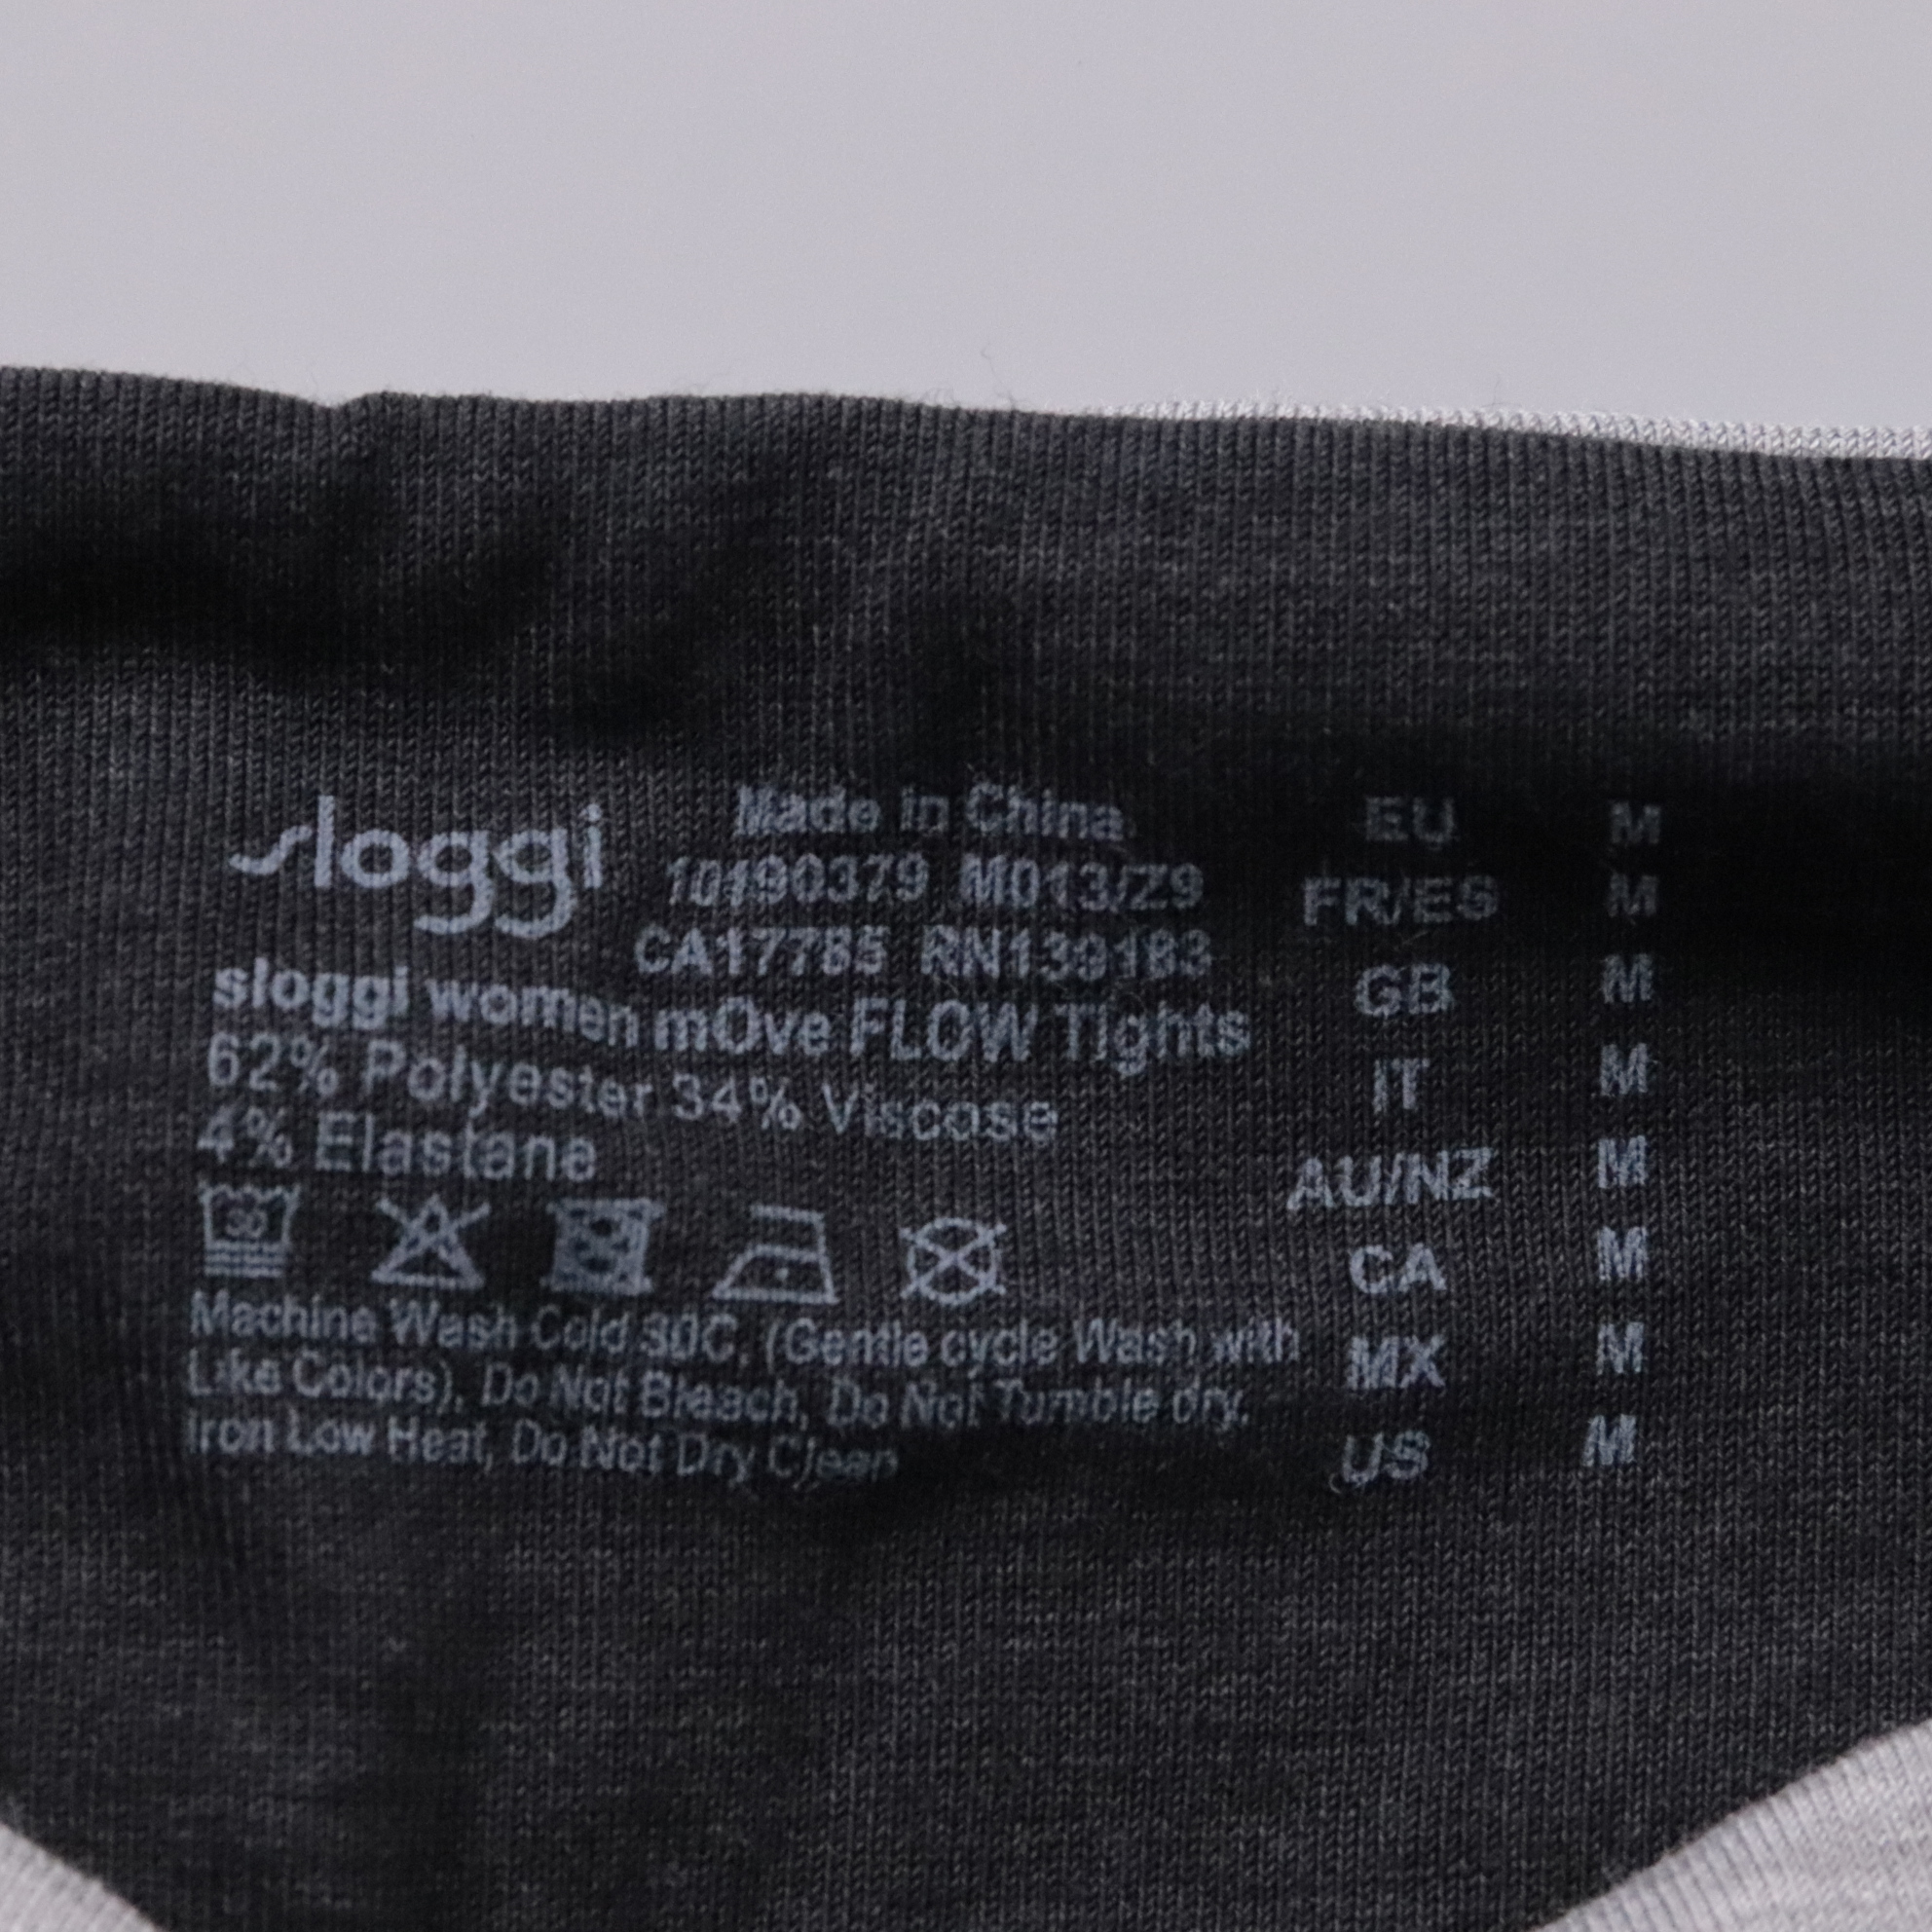 sloggi
Made in China
10190379 M013/Z9
CA17785 RN139183
sloggi women mOve FLOW Tights
62% Polyester 34% Viscose
4% Elastane
30
Machine Wash Cold 30C, (Gentle cycle Wash with
Like Colors), Do Not Bleach, Do Not Tumble dry,
Iron Low Heat, Do Not Dry Clean
EU M
FR/ES M
GB M
IT M
AU/NZ M
CA M
MX M
US M